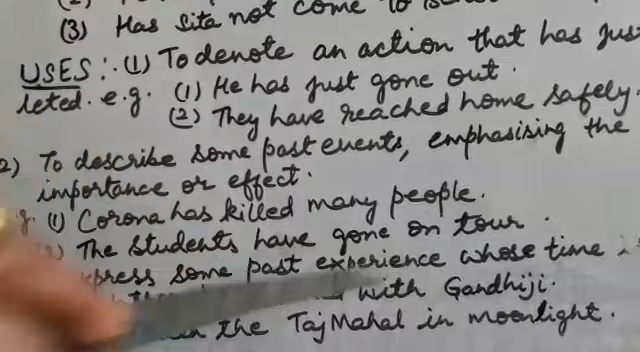 (3) Has Sita not come to
USES :- (1) To denote an action that has jus
leted. e.g. (1) He has just gone out.
(2) They have reached home safely.
2) To describe some past events, emphasising the
importance or effect.
g. (1) Corona has killed many people.
) The students have gone on tour.
xpress some past experience whose time
with Gandhiji.
the Taj Mahal in moonlight.